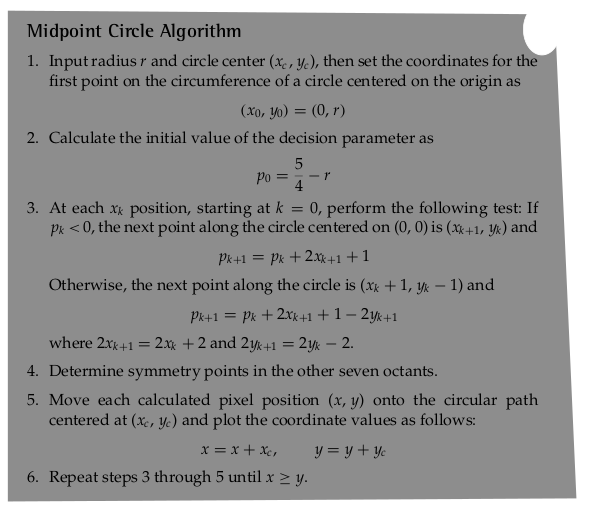 Midpoint Circle Algorithm
1. Input radius r and circle center (x_c, y_c), then set the coordinates for the
first point on the circumference of a circle centered on the origin as
(x_0, y_0) = (0, r)
2. Calculate the initial value of the decision parameter as
p_0 = 5/4 − r
3. At each x_k position, starting at k = 0, perform the following test: If
p_k < 0, the next point along the circle centered on (0, 0) is (x_{k+1}, y_k) and
p_{k+1} = p_k + 2x_{k+1} + 1
Otherwise, the next point along the circle is (x_k + 1, y_k − 1) and
p_{k+1} = p_k + 2x_{k+1} + 1 − 2y_{k+1}
where 2x_{k+1} = 2x_k + 2 and 2y_{k+1} = 2y_k − 2.
4. Determine symmetry points in the other seven octants.
5. Move each calculated pixel position (x, y) onto the circular path
centered at (x_c, y_c) and plot the coordinate values as follows:
x = x + x_c, y = y + y_c
6. Repeat steps 3 through 5 until x ≥ y.